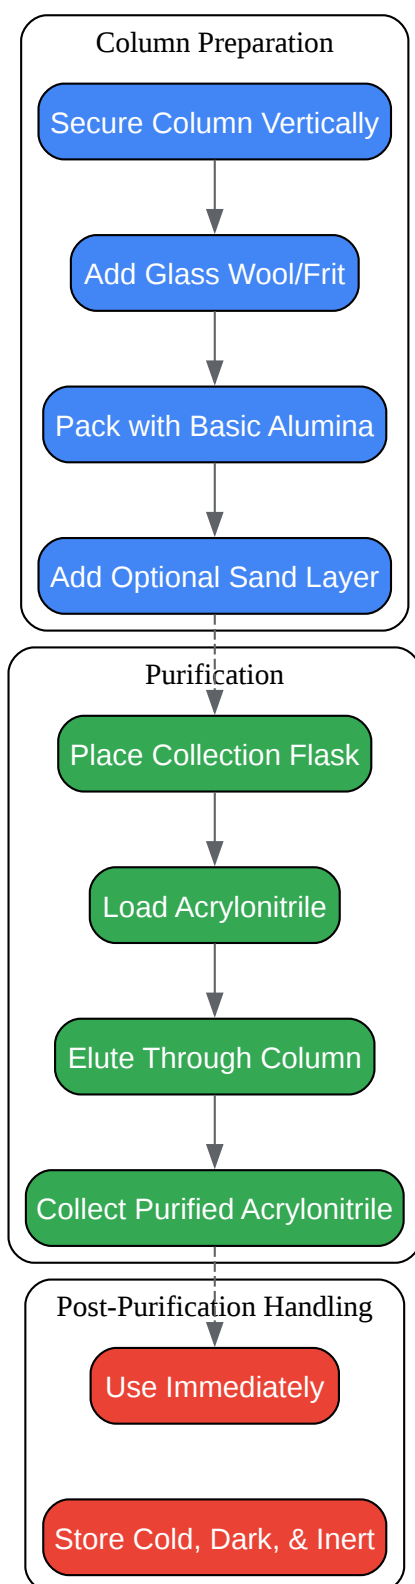 Column Preparation
Secure Column Vertically
Add Glass Wool/Frit
Pack with Basic Alumina
Add Optional Sand Layer
Purification
Place Collection Flask
Load Acrylonitrile
Elute Through Column
Collect Purified Acrylonitrile
Post-Purification Handling
Use Immediately
Store Cold, Dark, & Inert